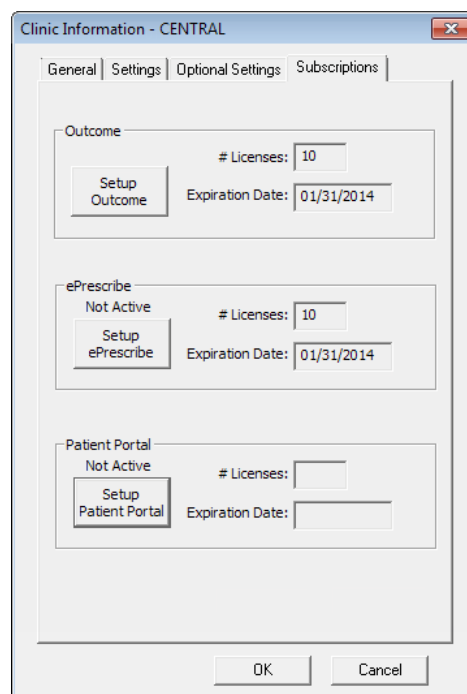 Clinic Information - CENTRAL
General Settings Optional Settings Subscriptions
Outcome
Setup
Outcome
# Licenses: 10
Expiration Date: 01/31/2014
ePrescribe
Not Active
Setup
ePrescribe
# Licenses: 10
Expiration Date: 01/31/2014
Patient Portal
Not Active
Setup
Patient Portal
# Licenses:
Expiration Date:
OK Cancel